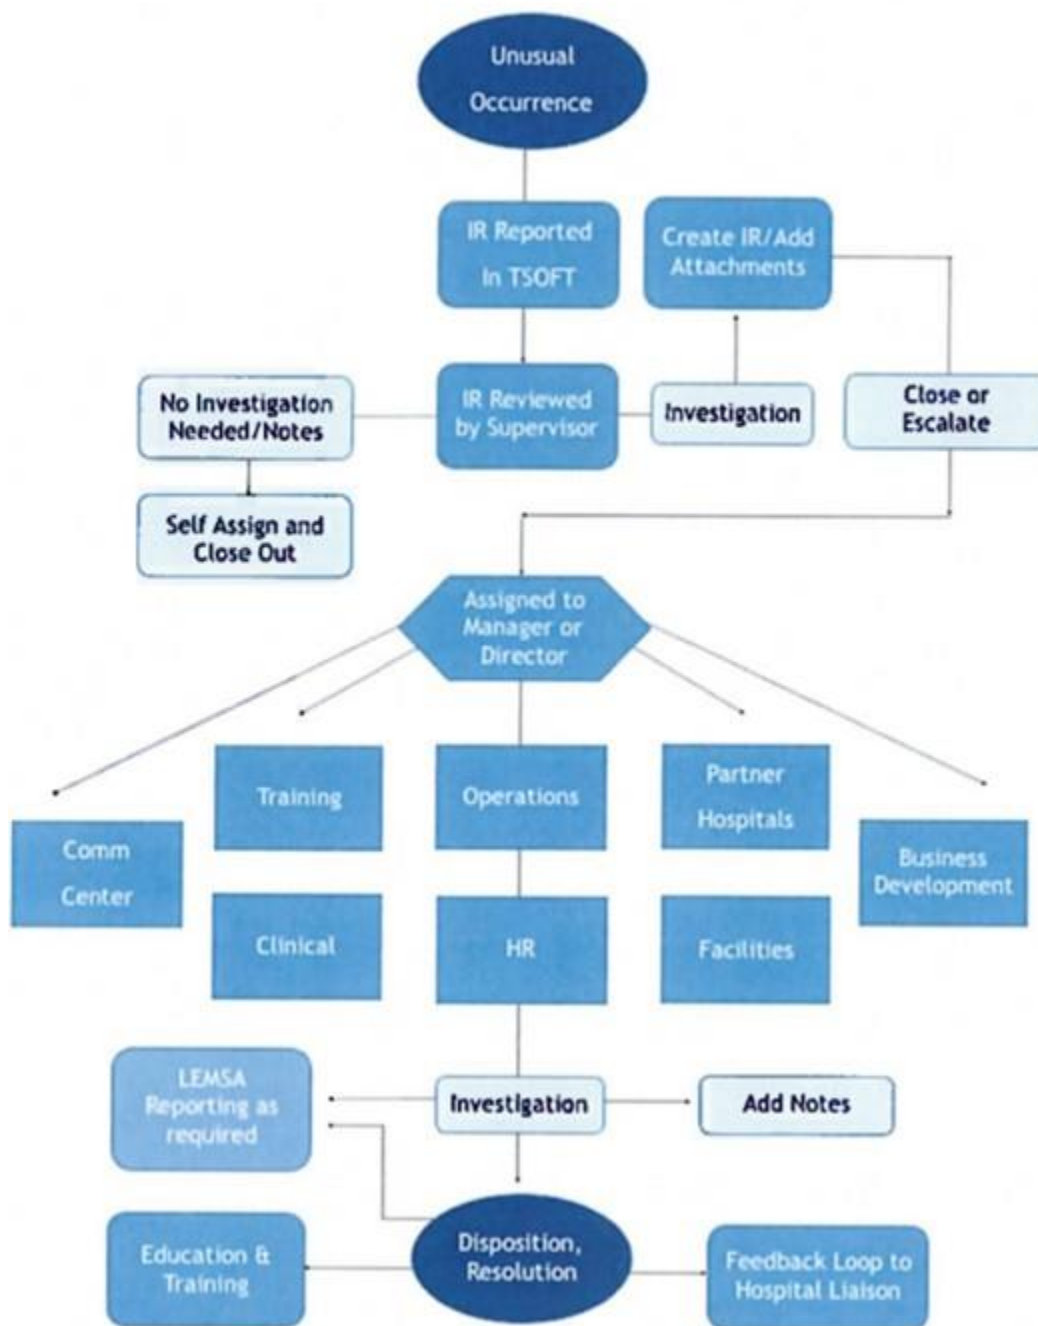 Unusual
Occurrence
IR Reported
In TSOFT
Create IR/Add
Attachments
No Investigation
Needed/Notes
IR Reviewed
by Supervisor
Investigation
Close or
Escalate
Self Assign and
Close Out
Assigned to
Manager or
Director
Training
Operations
Partner
Hospitals
Comm
Center
Business
Development
Clinical
HR
Facilities
LEMSA
Reporting as
required
Investigation
Add Notes
Education &
Training
Disposition,
Resolution
Feedback Loop to
Hospital Liaison